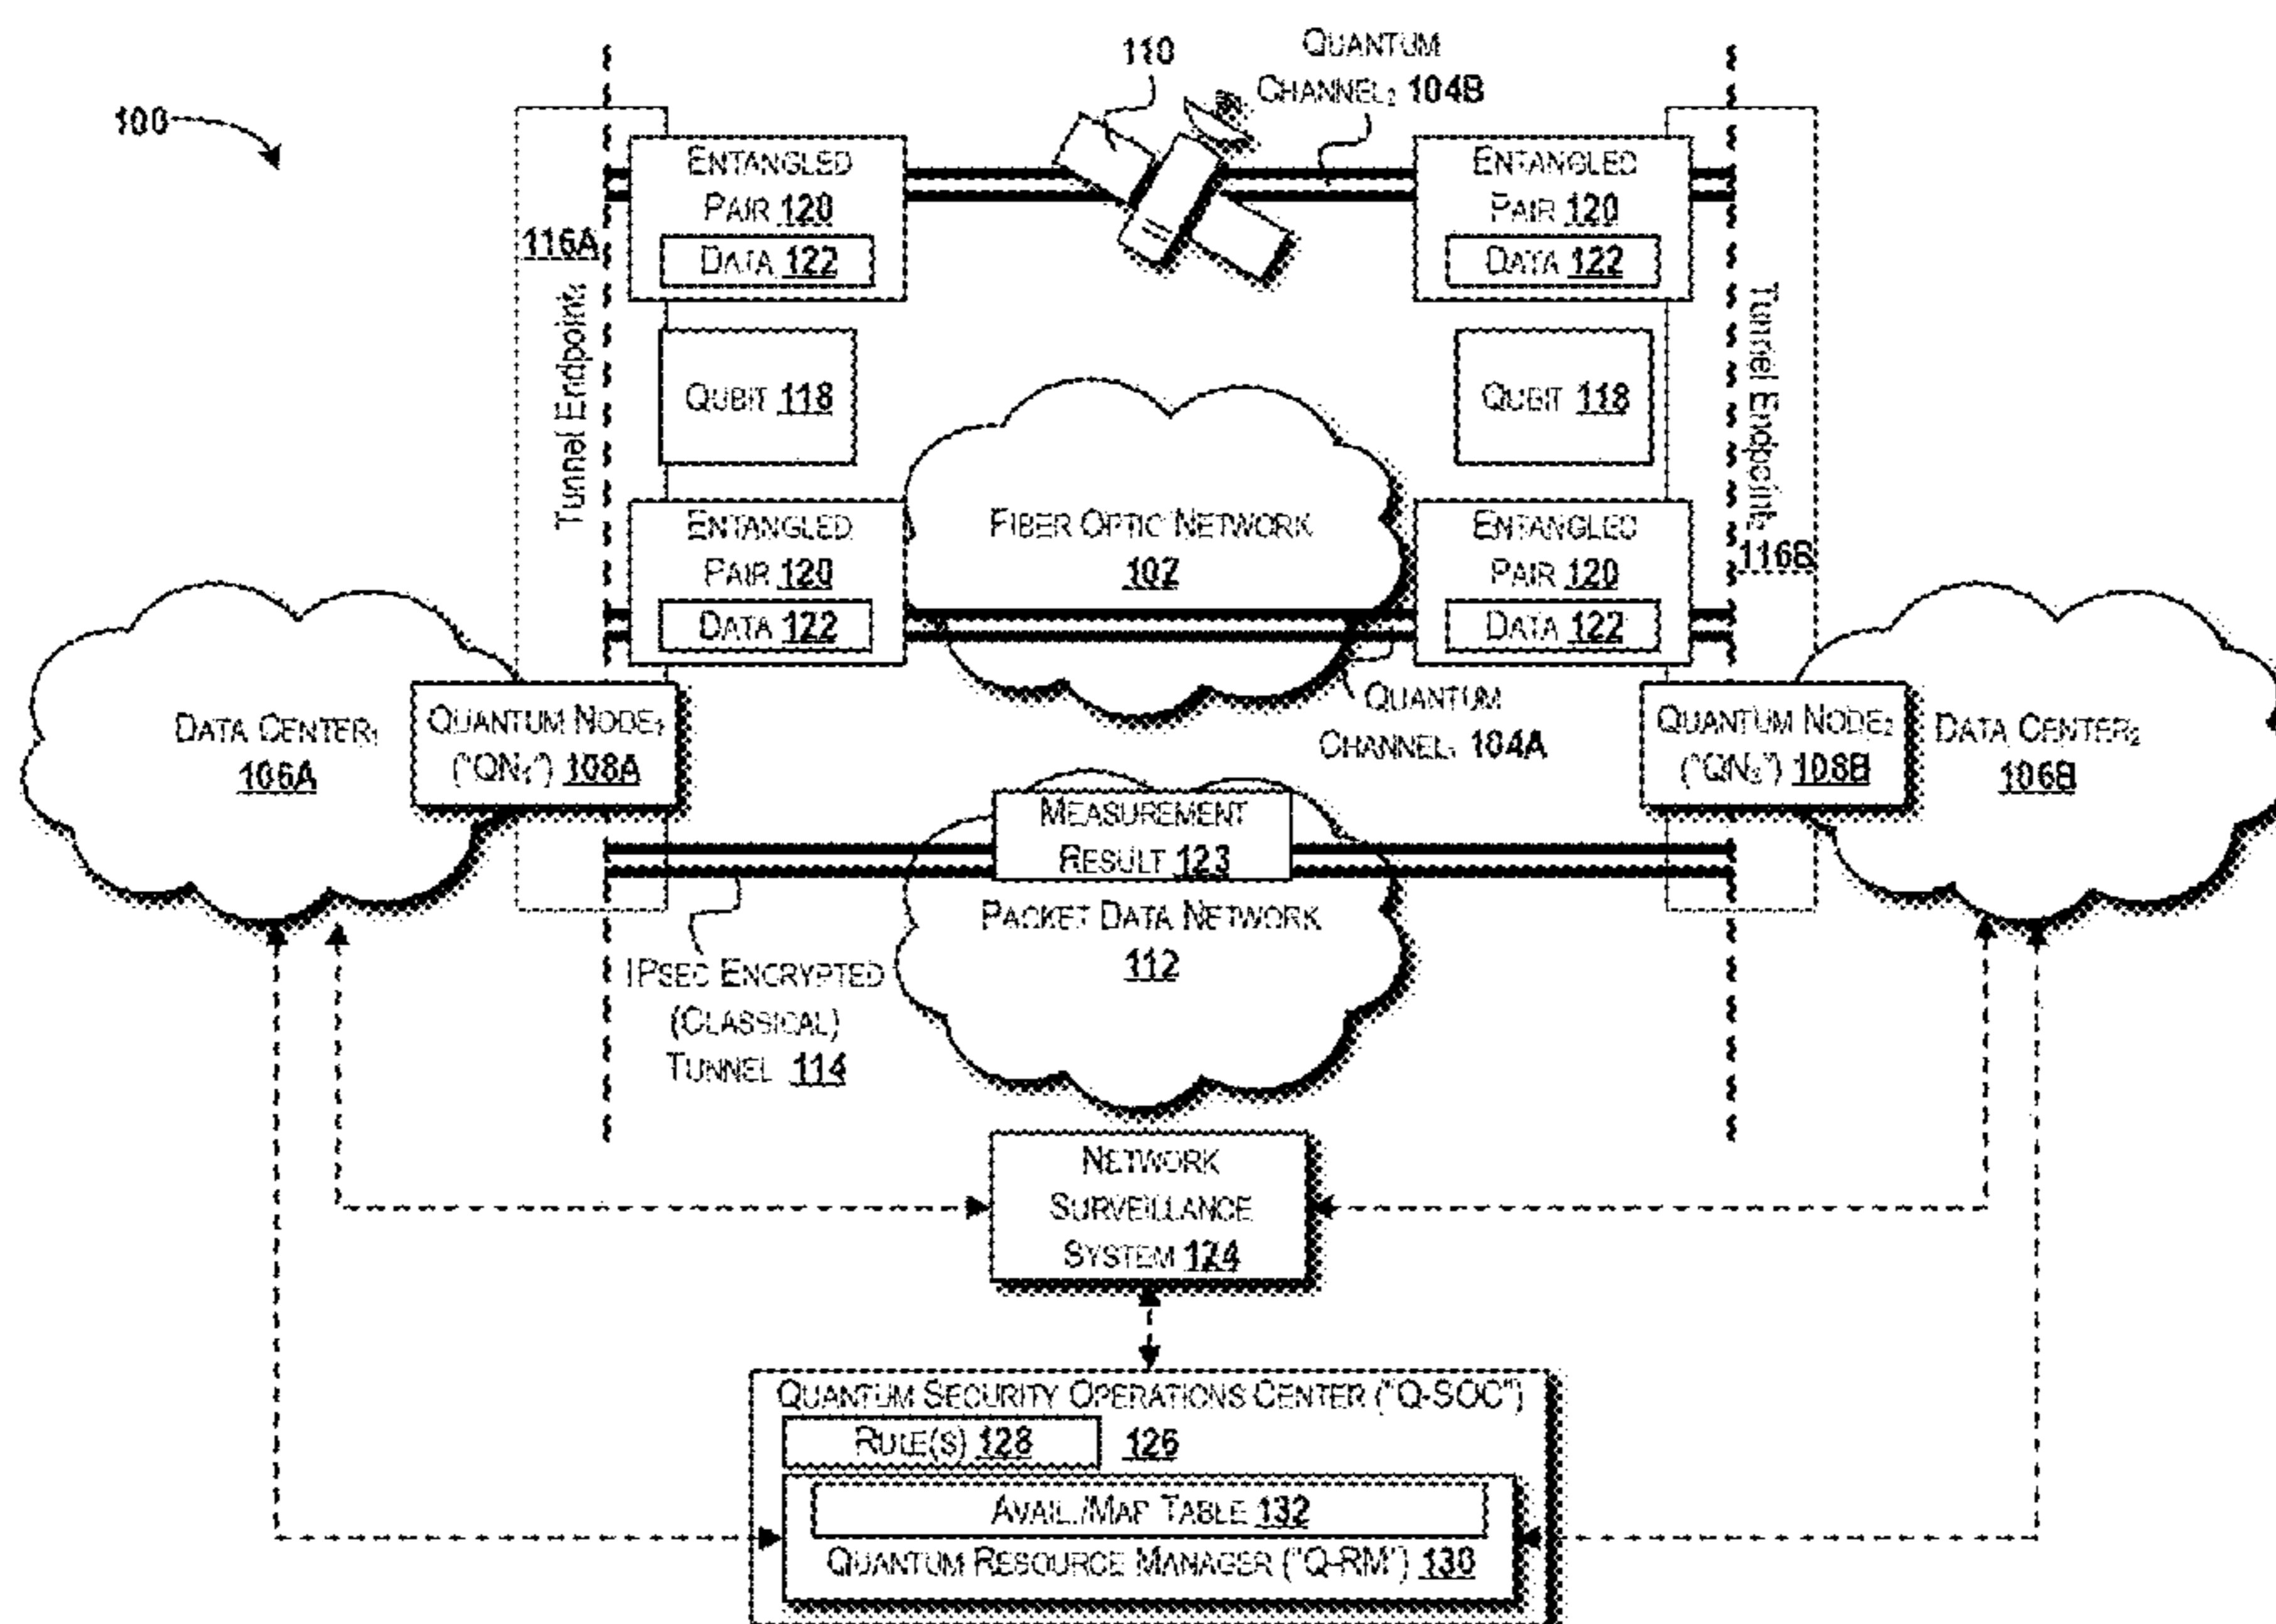 100
110
QUANTUM
CHANNEL₂ 104B
ENTANGLED
PAIR 120
DATA 122
ENTANGLED
PAIR 120
DATA 122
116A
Tunnel Endpoint₁
Tunnel Endpoint₂
116B
QUBIT 118
QUBIT 118
FIBER OPTIC NETWORK
102
ENTANGLED
PAIR 120
DATA 122
ENTANGLED
PAIR 120
DATA 122
DATA CENTER₁
106A
QUANTUM NODE₁
("QN₁") 108A
QUANTUM
CHANNEL₁ 104A
QUANTUM NODE₂
("QN₂") 108B
DATA CENTER₂
106B
MEASUREMENT
RESULT 123
PACKET DATA NETWORK
112
IPSEC ENCRYPTED
(CLASSICAL)
TUNNEL 114
NETWORK
SURVEILLANCE
SYSTEM 124
QUANTUM SECURITY OPERATIONS CENTER ("Q-SOC")
RULE(S) 128
126
AVAIL./MAP TABLE 132
QUANTUM RESOURCE MANAGER ("Q-RM") 130